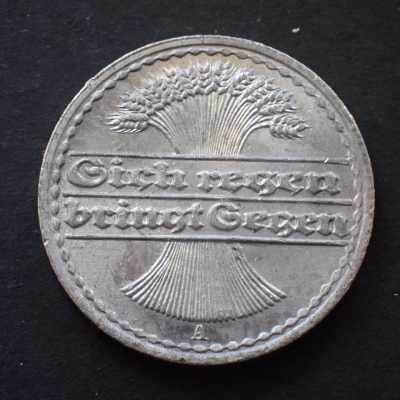 Sich regen
bringt Segen
A